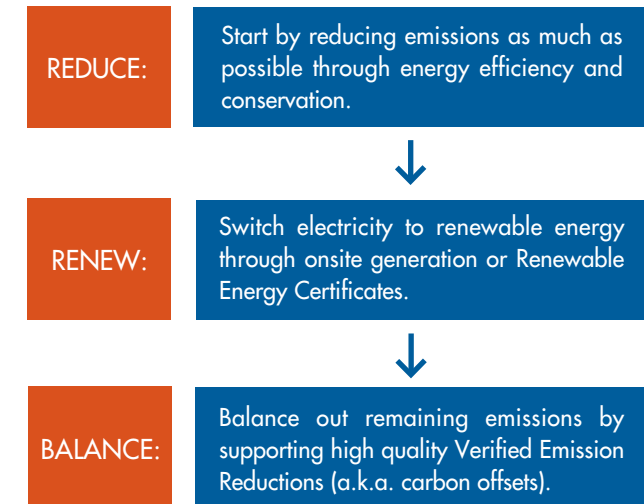 REDUCE:
Start by reducing emissions as much as
possible through energy efficiency and
conservation.
RENEW:
Switch electricity to renewable energy
through onsite generation or Renewable
Energy Certificates.
BALANCE:
Balance out remaining emissions by
supporting high quality Verified Emission
Reductions (a.k.a. carbon offsets).